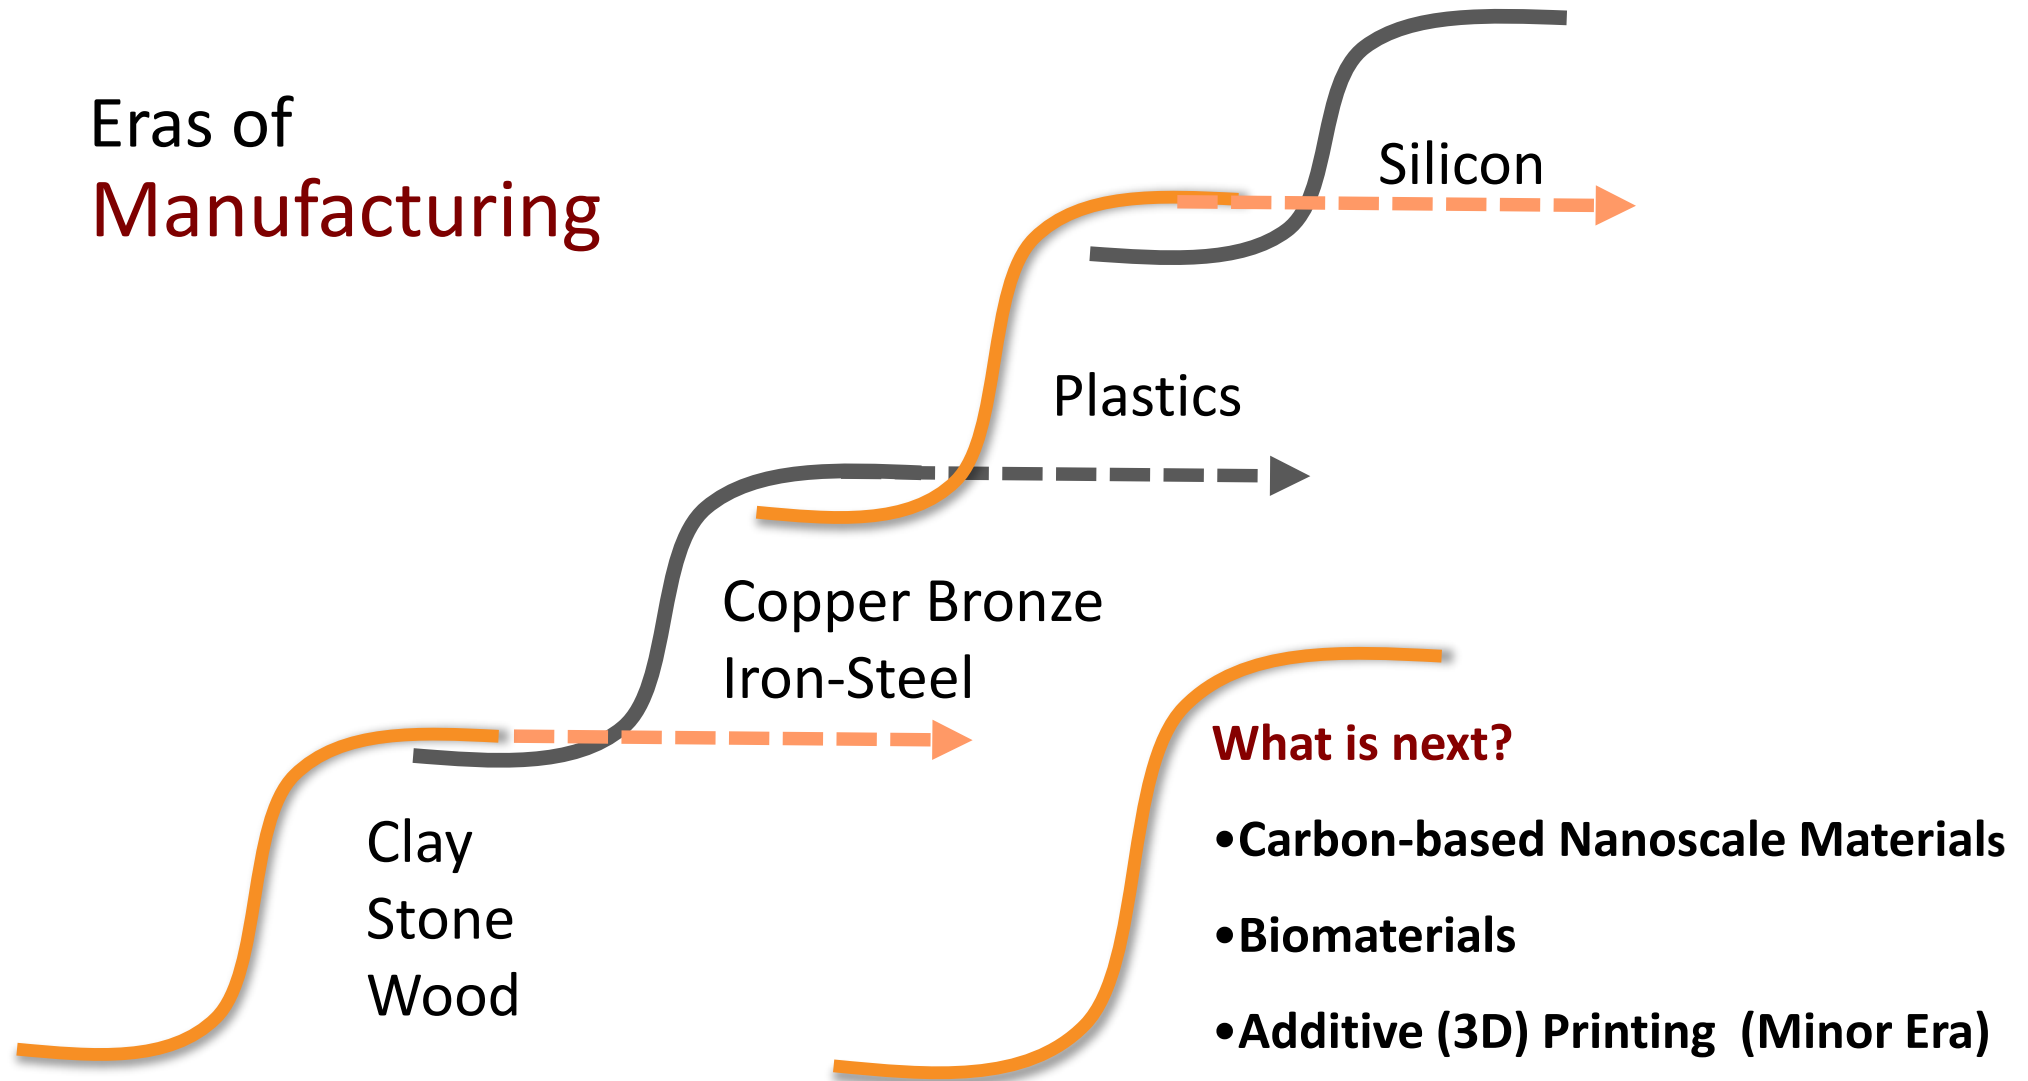 Eras of
Manufacturing
Silicon
Plastics
Copper Bronze
Iron-Steel
Clay
Stone
Wood
What is next?
•Carbon-based Nanoscale Materials
•Biomaterials
•Additive (3D) Printing  (Minor Era)